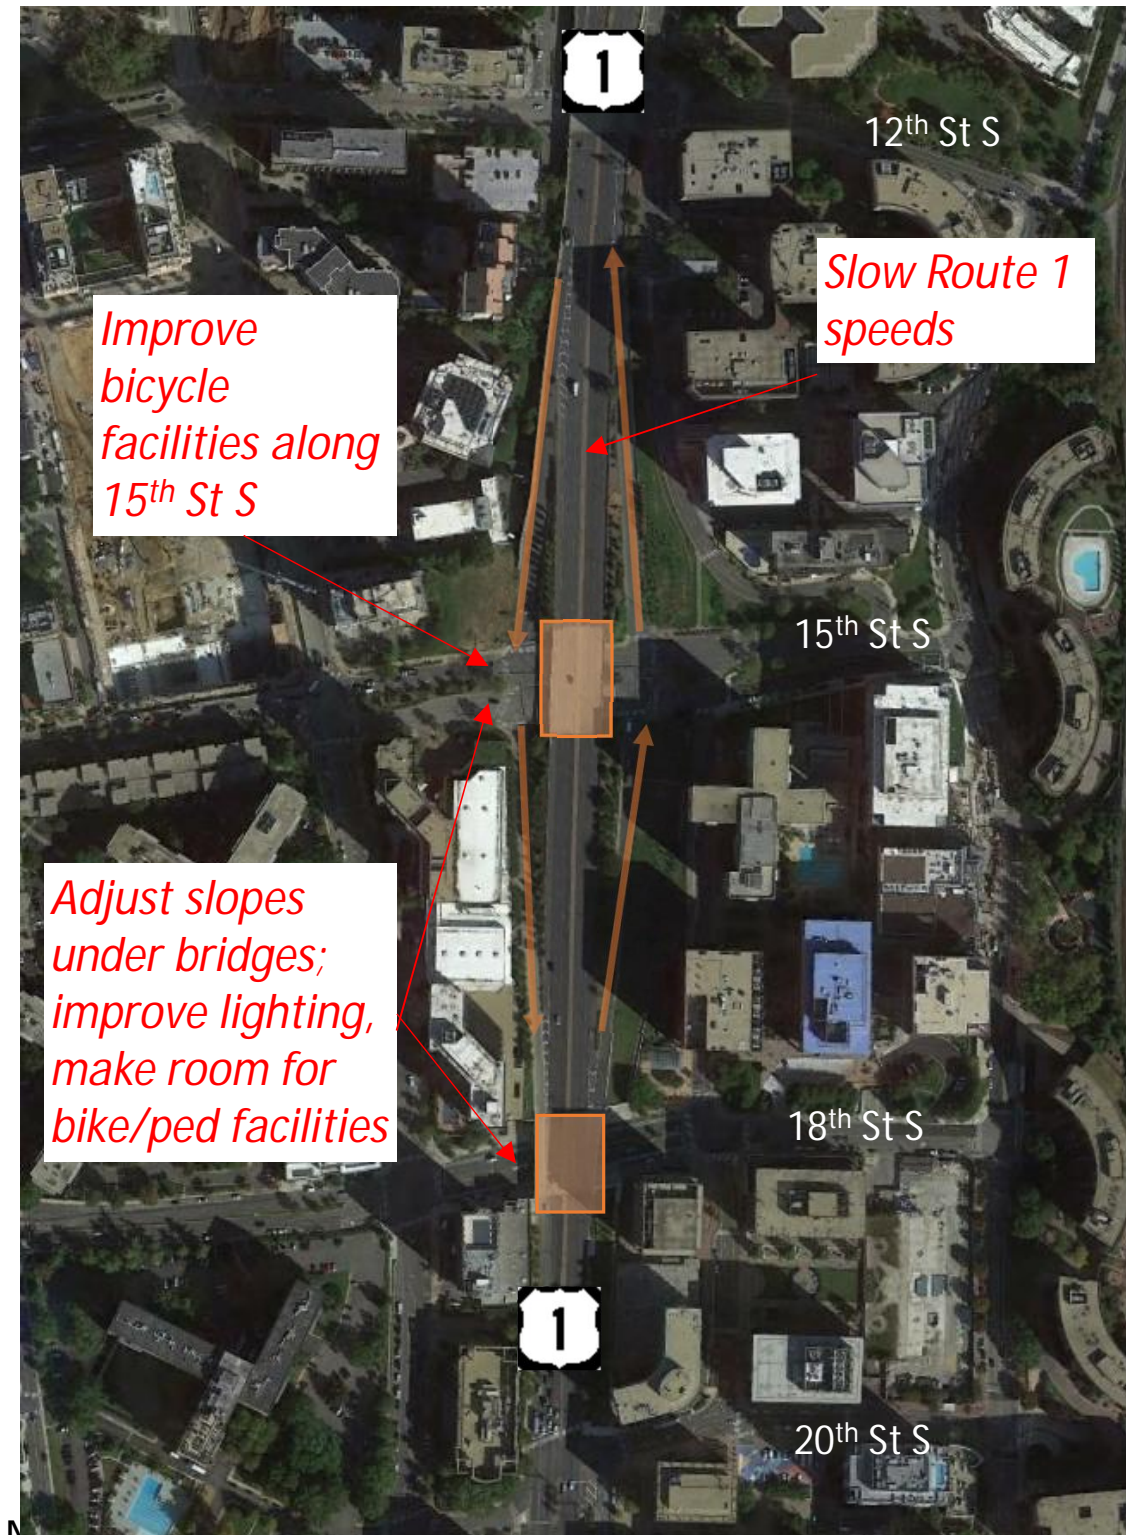 1
12th St S
Slow Route 1
speeds
Improve
bicycle
facilities along
15th St S
15th St S
Adjust slopes
under bridges;
improve lighting,
make room for
bike/ped facilities
18th St S
1
20th St S